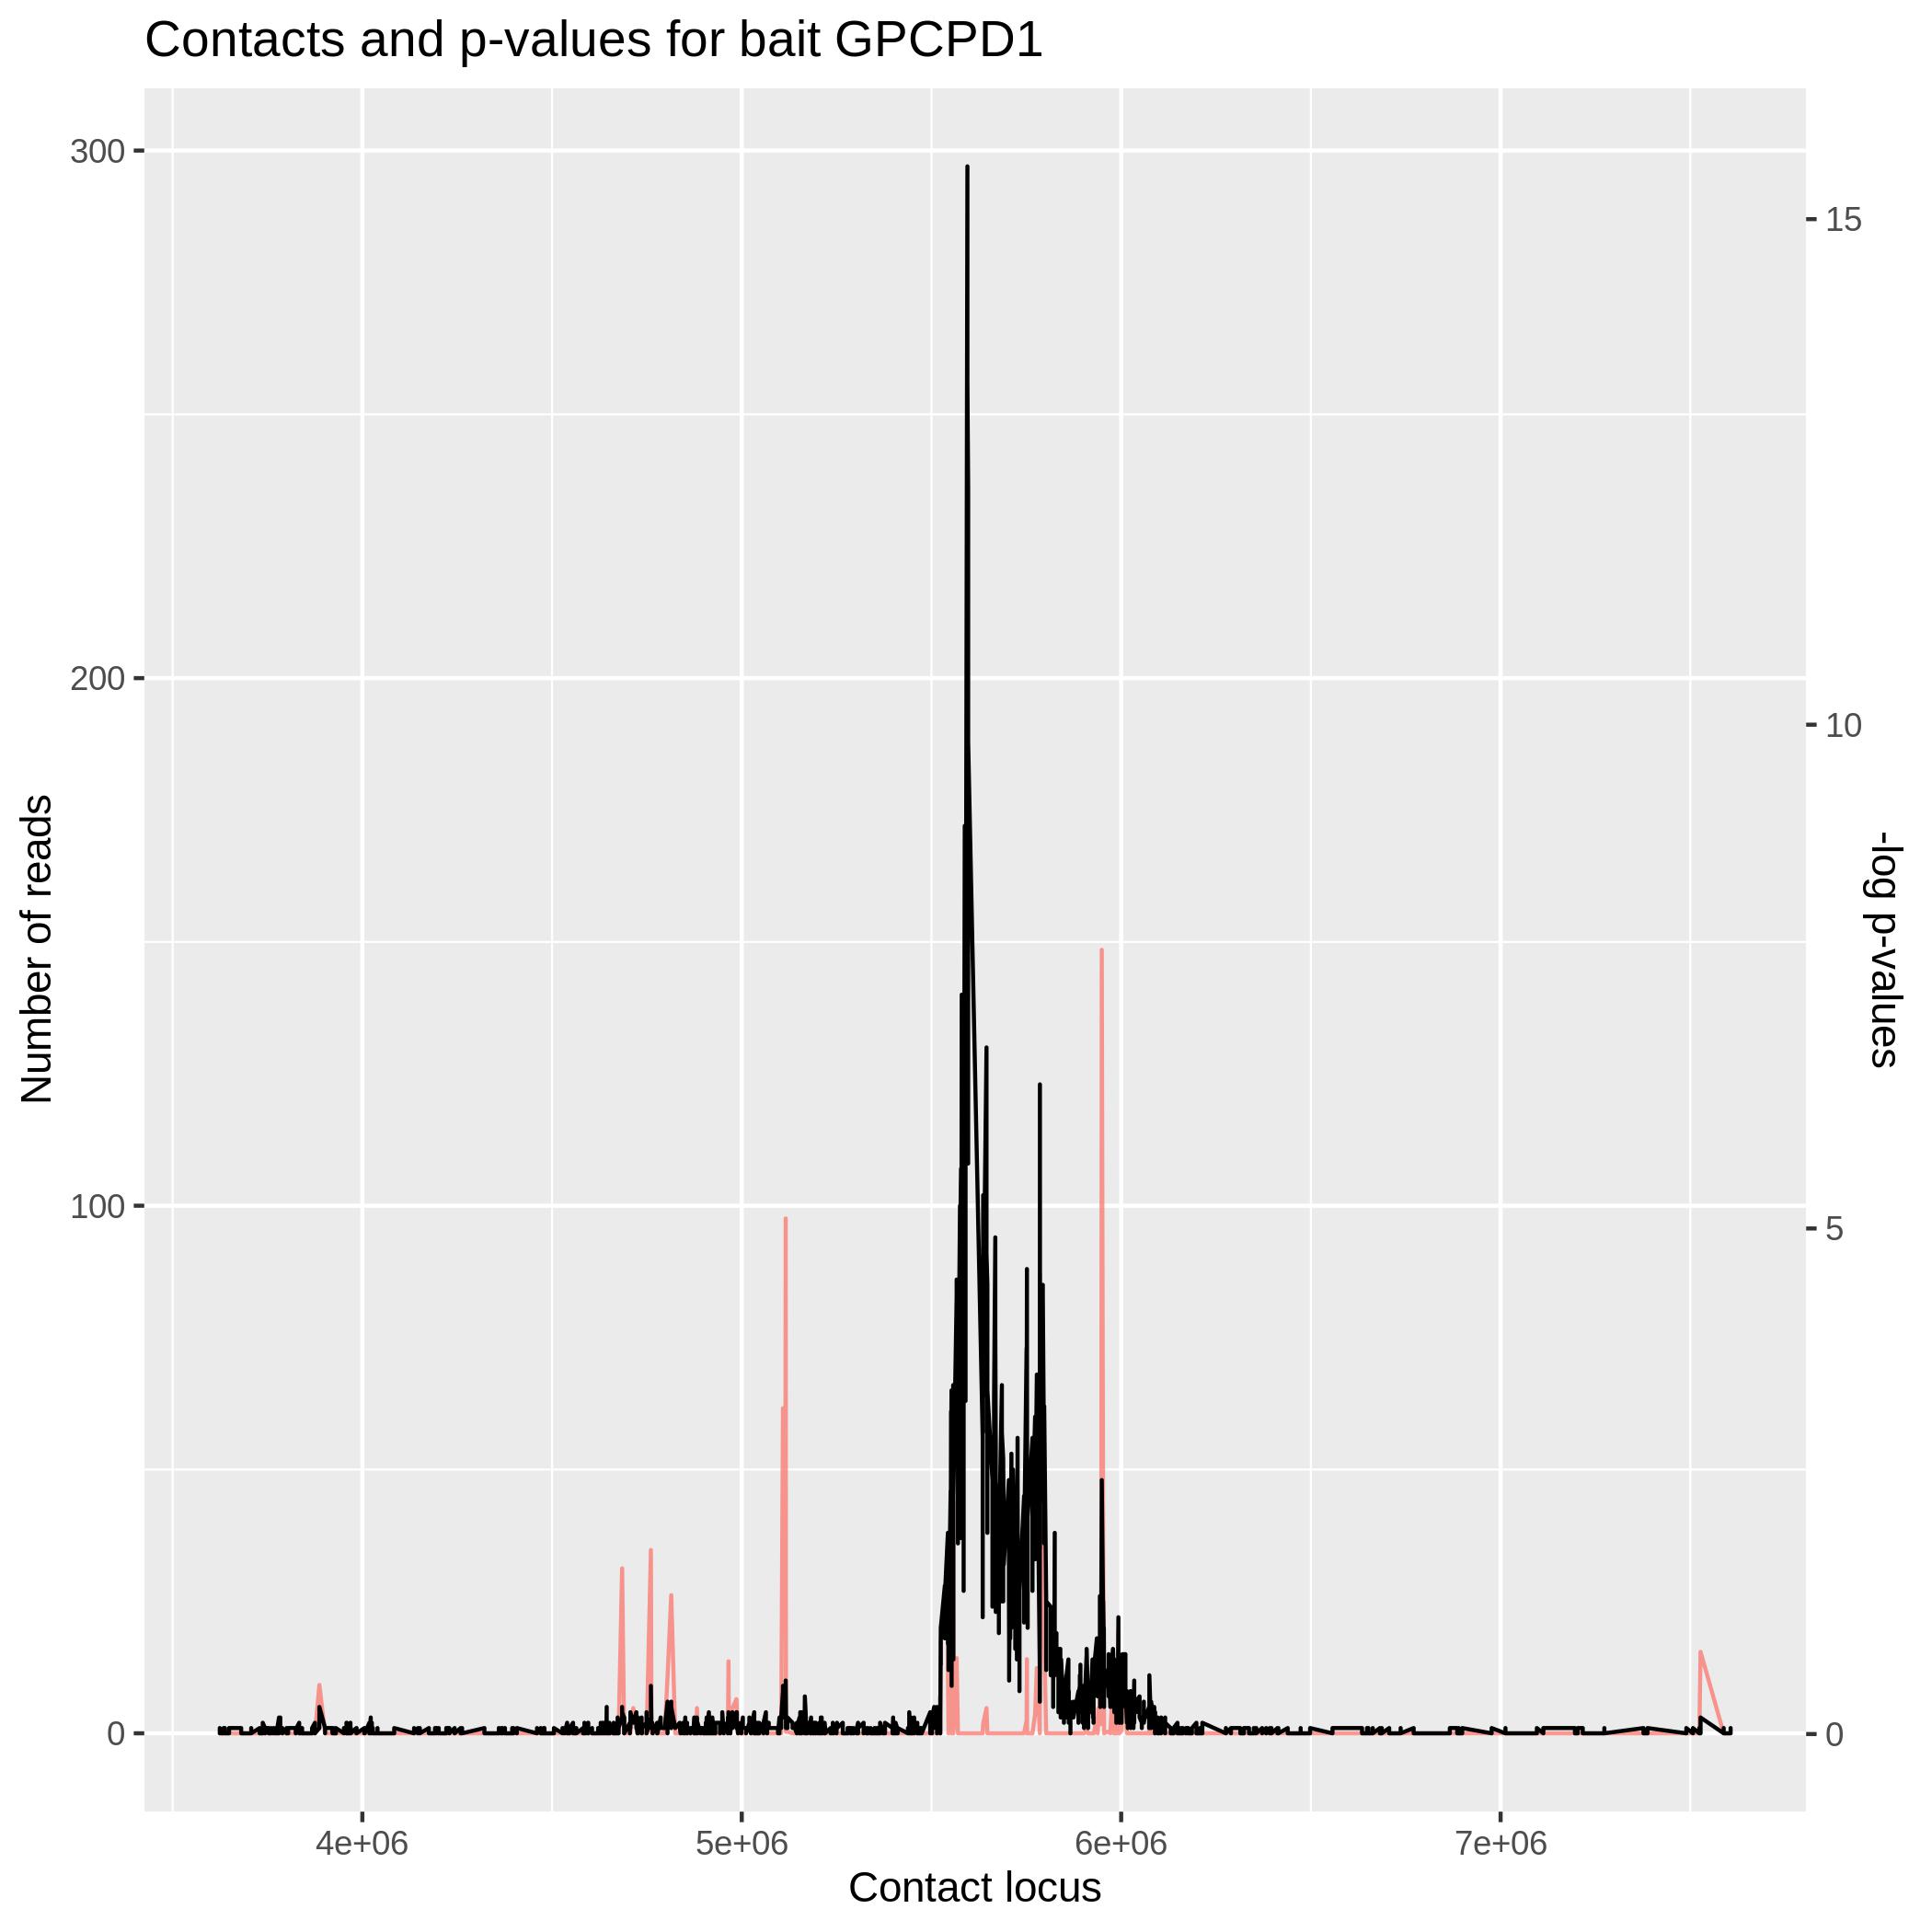 Contacts and p-values for bait GPCPD1
300
200
100
0
15
10
5
0
Number of reads
-log p-values
4e+06
5e+06
6e+06
7e+06
Contact locus